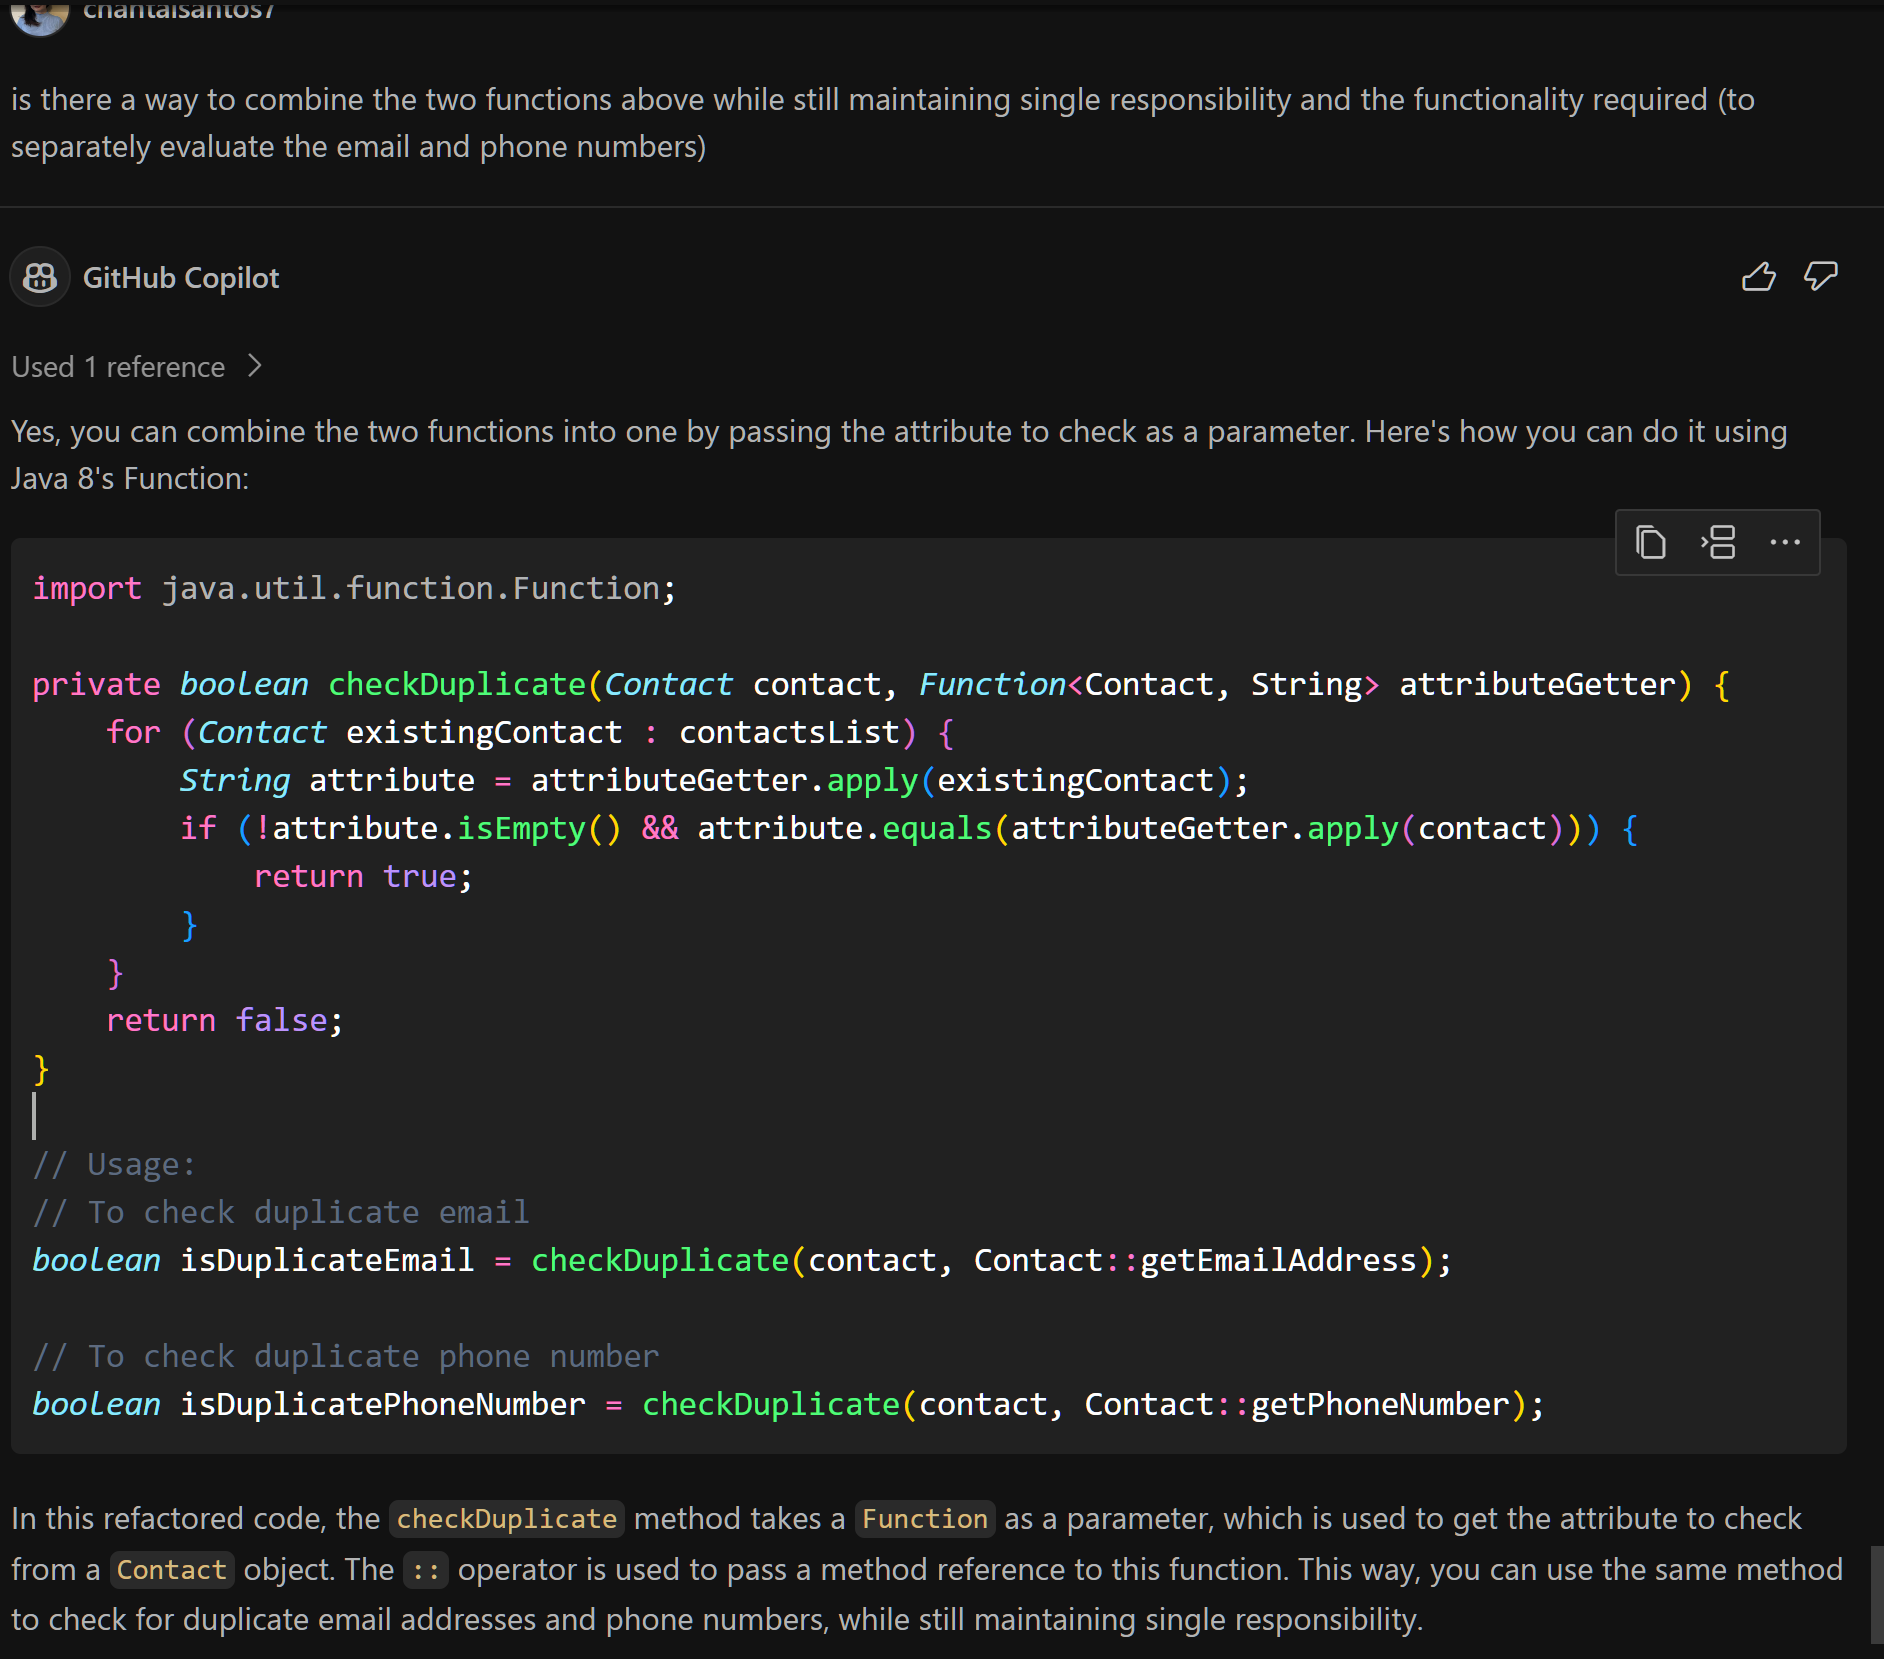 chantalsantos7
is there a way to combine the two functions above while still maintaining single responsibility and the functionality required (to
separately evaluate the email and phone numbers)
GitHub Copilot
Used 1 reference
Yes, you can combine the two functions into one by passing the attribute to check as a parameter. Here's how you can do it using
Java 8's Function:
import java.util.function.Function;
private boolean checkDuplicate(Contact contact, Function<Contact, String> attributeGetter) {
    for (Contact existingContact : contactsList) {
        String attribute = attributeGetter.apply(existingContact);
        if (!attribute.isEmpty() && attribute.equals(attributeGetter.apply(contact))) {
            return true;
        }
    }
    return false;
}
// Usage:
// To check duplicate email
boolean isDuplicateEmail = checkDuplicate(contact, Contact::getEmailAddress);
// To check duplicate phone number
boolean isDuplicatePhoneNumber = checkDuplicate(contact, Contact::getPhoneNumber);
In this refactored code, the checkDuplicate method takes a Function as a parameter, which is used to get the attribute to check
from a Contact object. The :: operator is used to pass a method reference to this function. This way, you can use the same method
to check for duplicate email addresses and phone numbers, while still maintaining single responsibility.